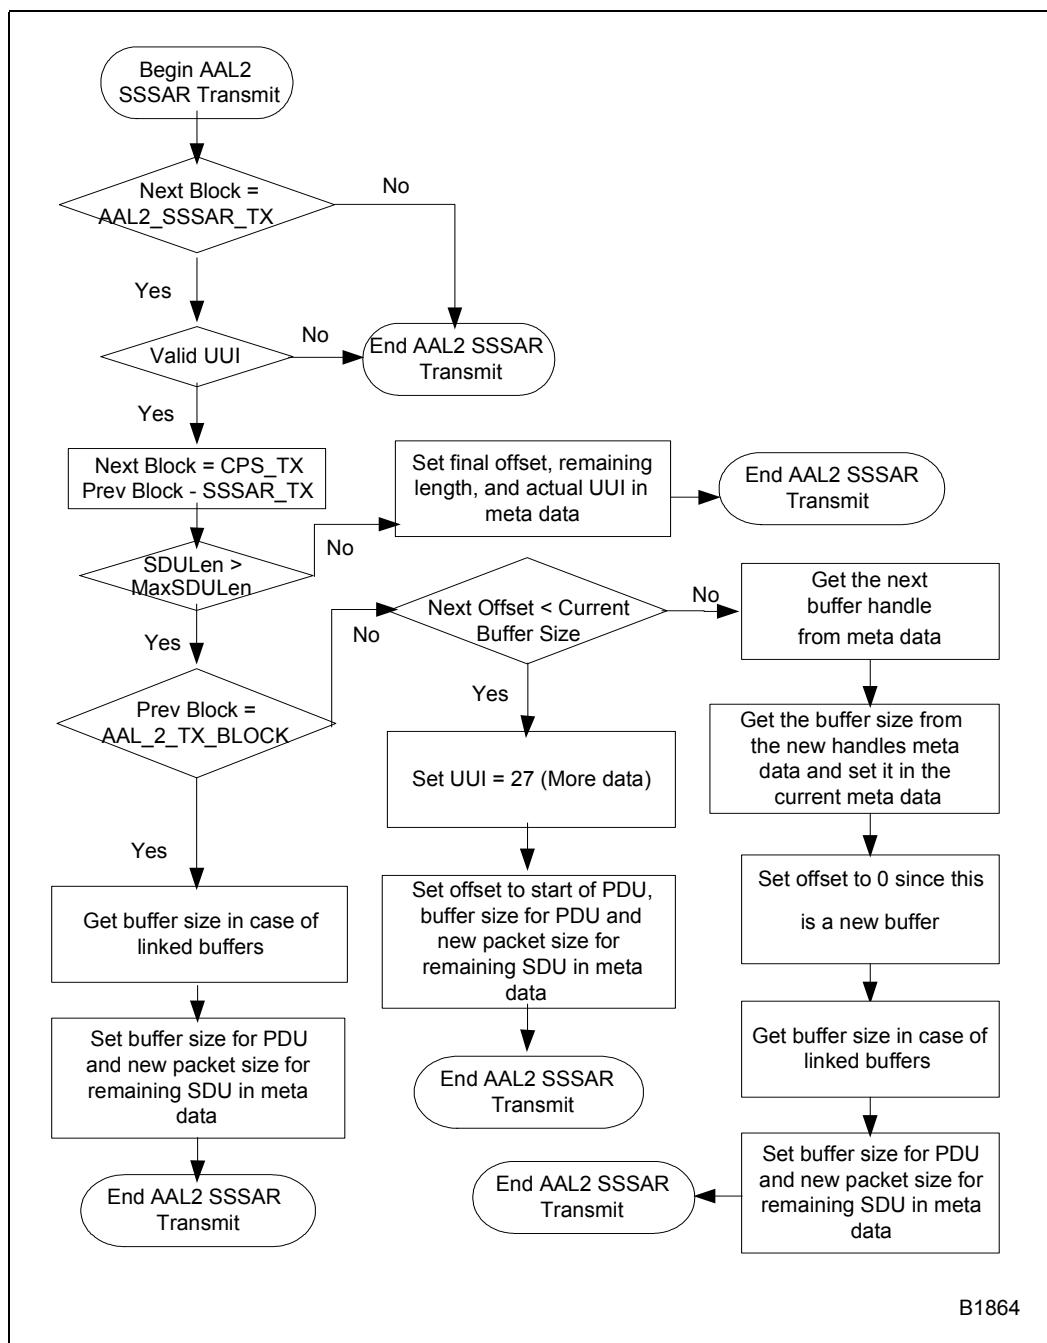 Begin AAL2
SSSAR Transmit
Next Block =
AAL2_SSSAR_TX
No
Yes
Valid UUI
No
End AAL2 SSSAR
Transmit
Yes
Next Block = CPS_TX
Prev Block - SSSAR_TX
Set final offset, remaining
length, and actual UUI in
meta data
End AAL2 SSSAR
Transmit
SDULen >
MaxSDULen
No
Yes
Prev Block =
AAL_2_TX_BLOCK
No
Next Offset < Current
Buffer Size
No
Get the next
buffer handle
from meta data
Yes
Set UUI = 27 (More data)
Get the buffer size from
the new handles meta
data and set it in the
current meta data
Yes
Get buffer size in case of
linked buffers
Set offset to start of PDU,
buffer size for PDU and
new packet size for
remaining SDU in meta
data
Set offset to 0 since this
is a new buffer
Set buffer size for PDU
and new packet size for
remaining SDU in meta
data
End AAL2 SSSAR
Transmit
Get buffer size in case of
linked buffers
End AAL2 SSSAR
Transmit
End AAL2 SSSAR
Transmit
Set buffer size for PDU
and new packet size for
remaining SDU in meta
data
B1864